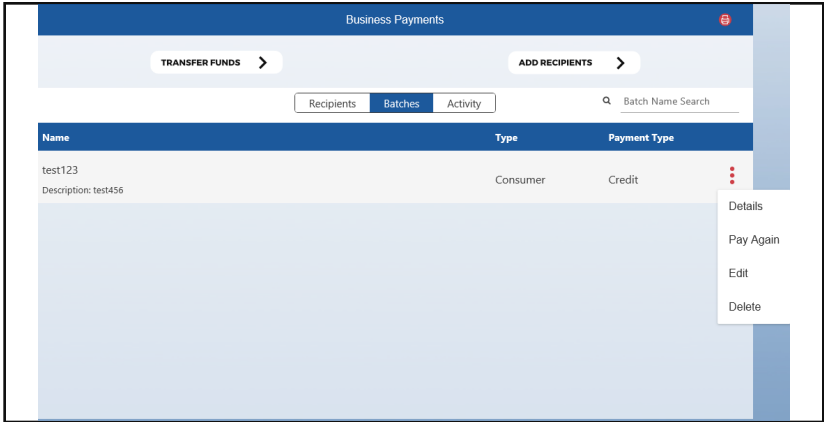 Business Payments
TRANSFER FUNDS
ADD RECIPIENTS
Recipients Batches Activity
Batch Name Search
Name Type Payment Type
test123
Description: test456
Consumer Credit
Details
Pay Again
Edit
Delete